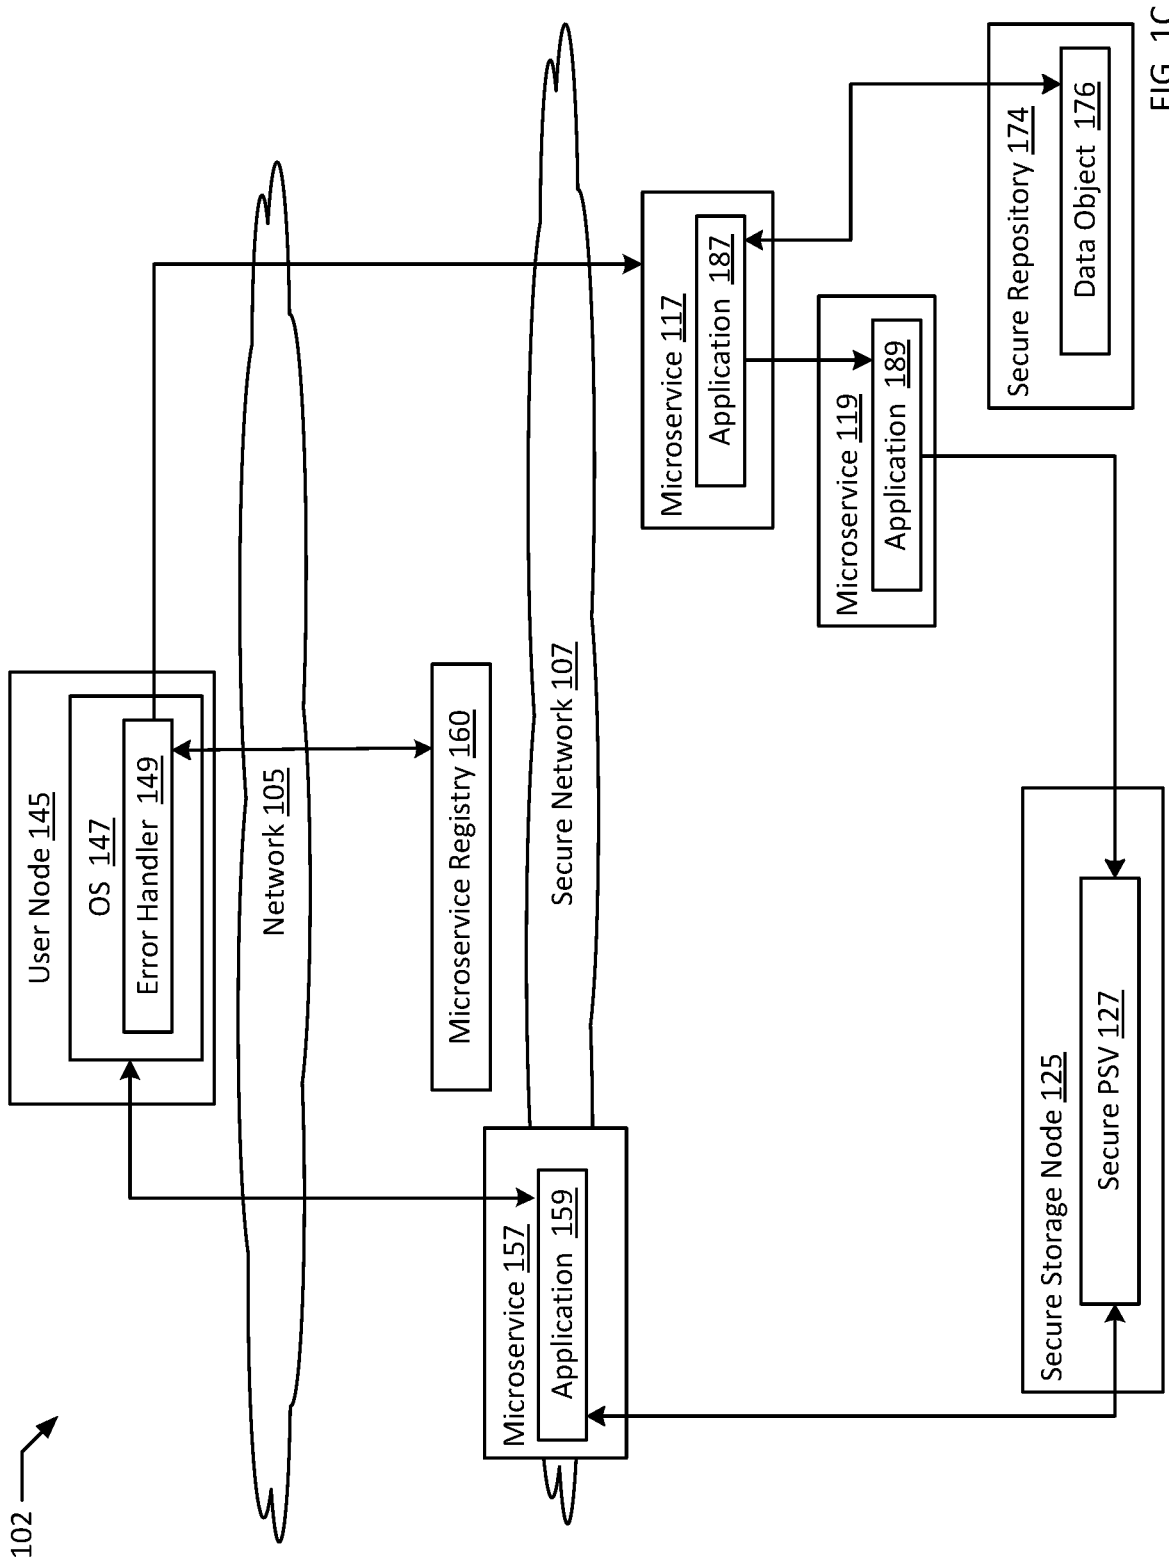 102
User Node 145
OS 147
Error Handler 149
Network 105
Microservice Registry 160
Secure Network 107
Microservice 157
Application 159
Microservice 117
Application 187
Microservice 119
Application 189
Secure Repository 174
Data Object 176
Secure Storage Node 125
Secure PSV 127
FIG. 1C